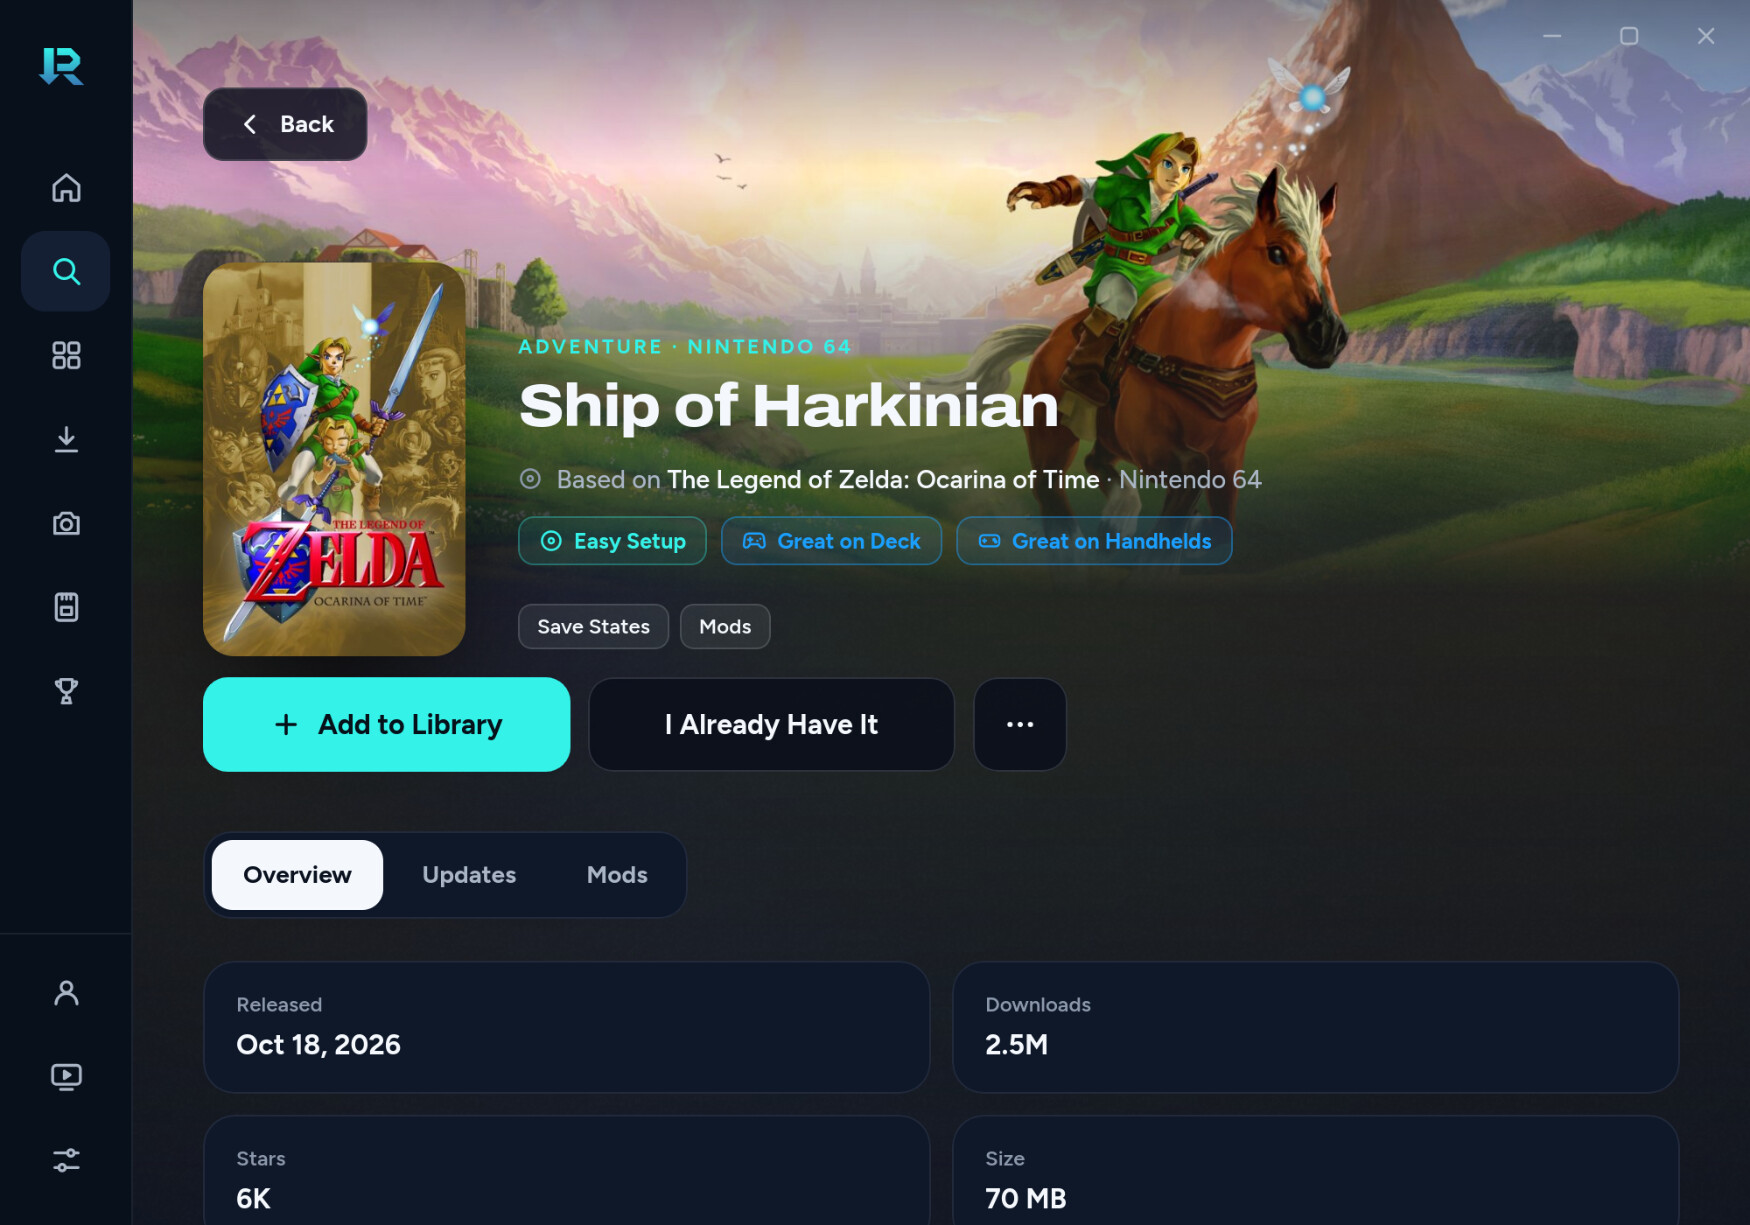 Back
ADVENTURE · NINTENDO 64
Ship of Harkinian
Based on The Legend of Zelda: Ocarina of Time · Nintendo 64
Easy Setup
Great on Deck
Great on Handhelds
THE LEGEND OF
ZELDA
OCARINA OF TIME
Save States
Mods
Add to Library
I Already Have It
Overview
Updates
Mods
Released
Oct 18, 2026
Downloads
2.5M
Stars
6K
Size
70 MB